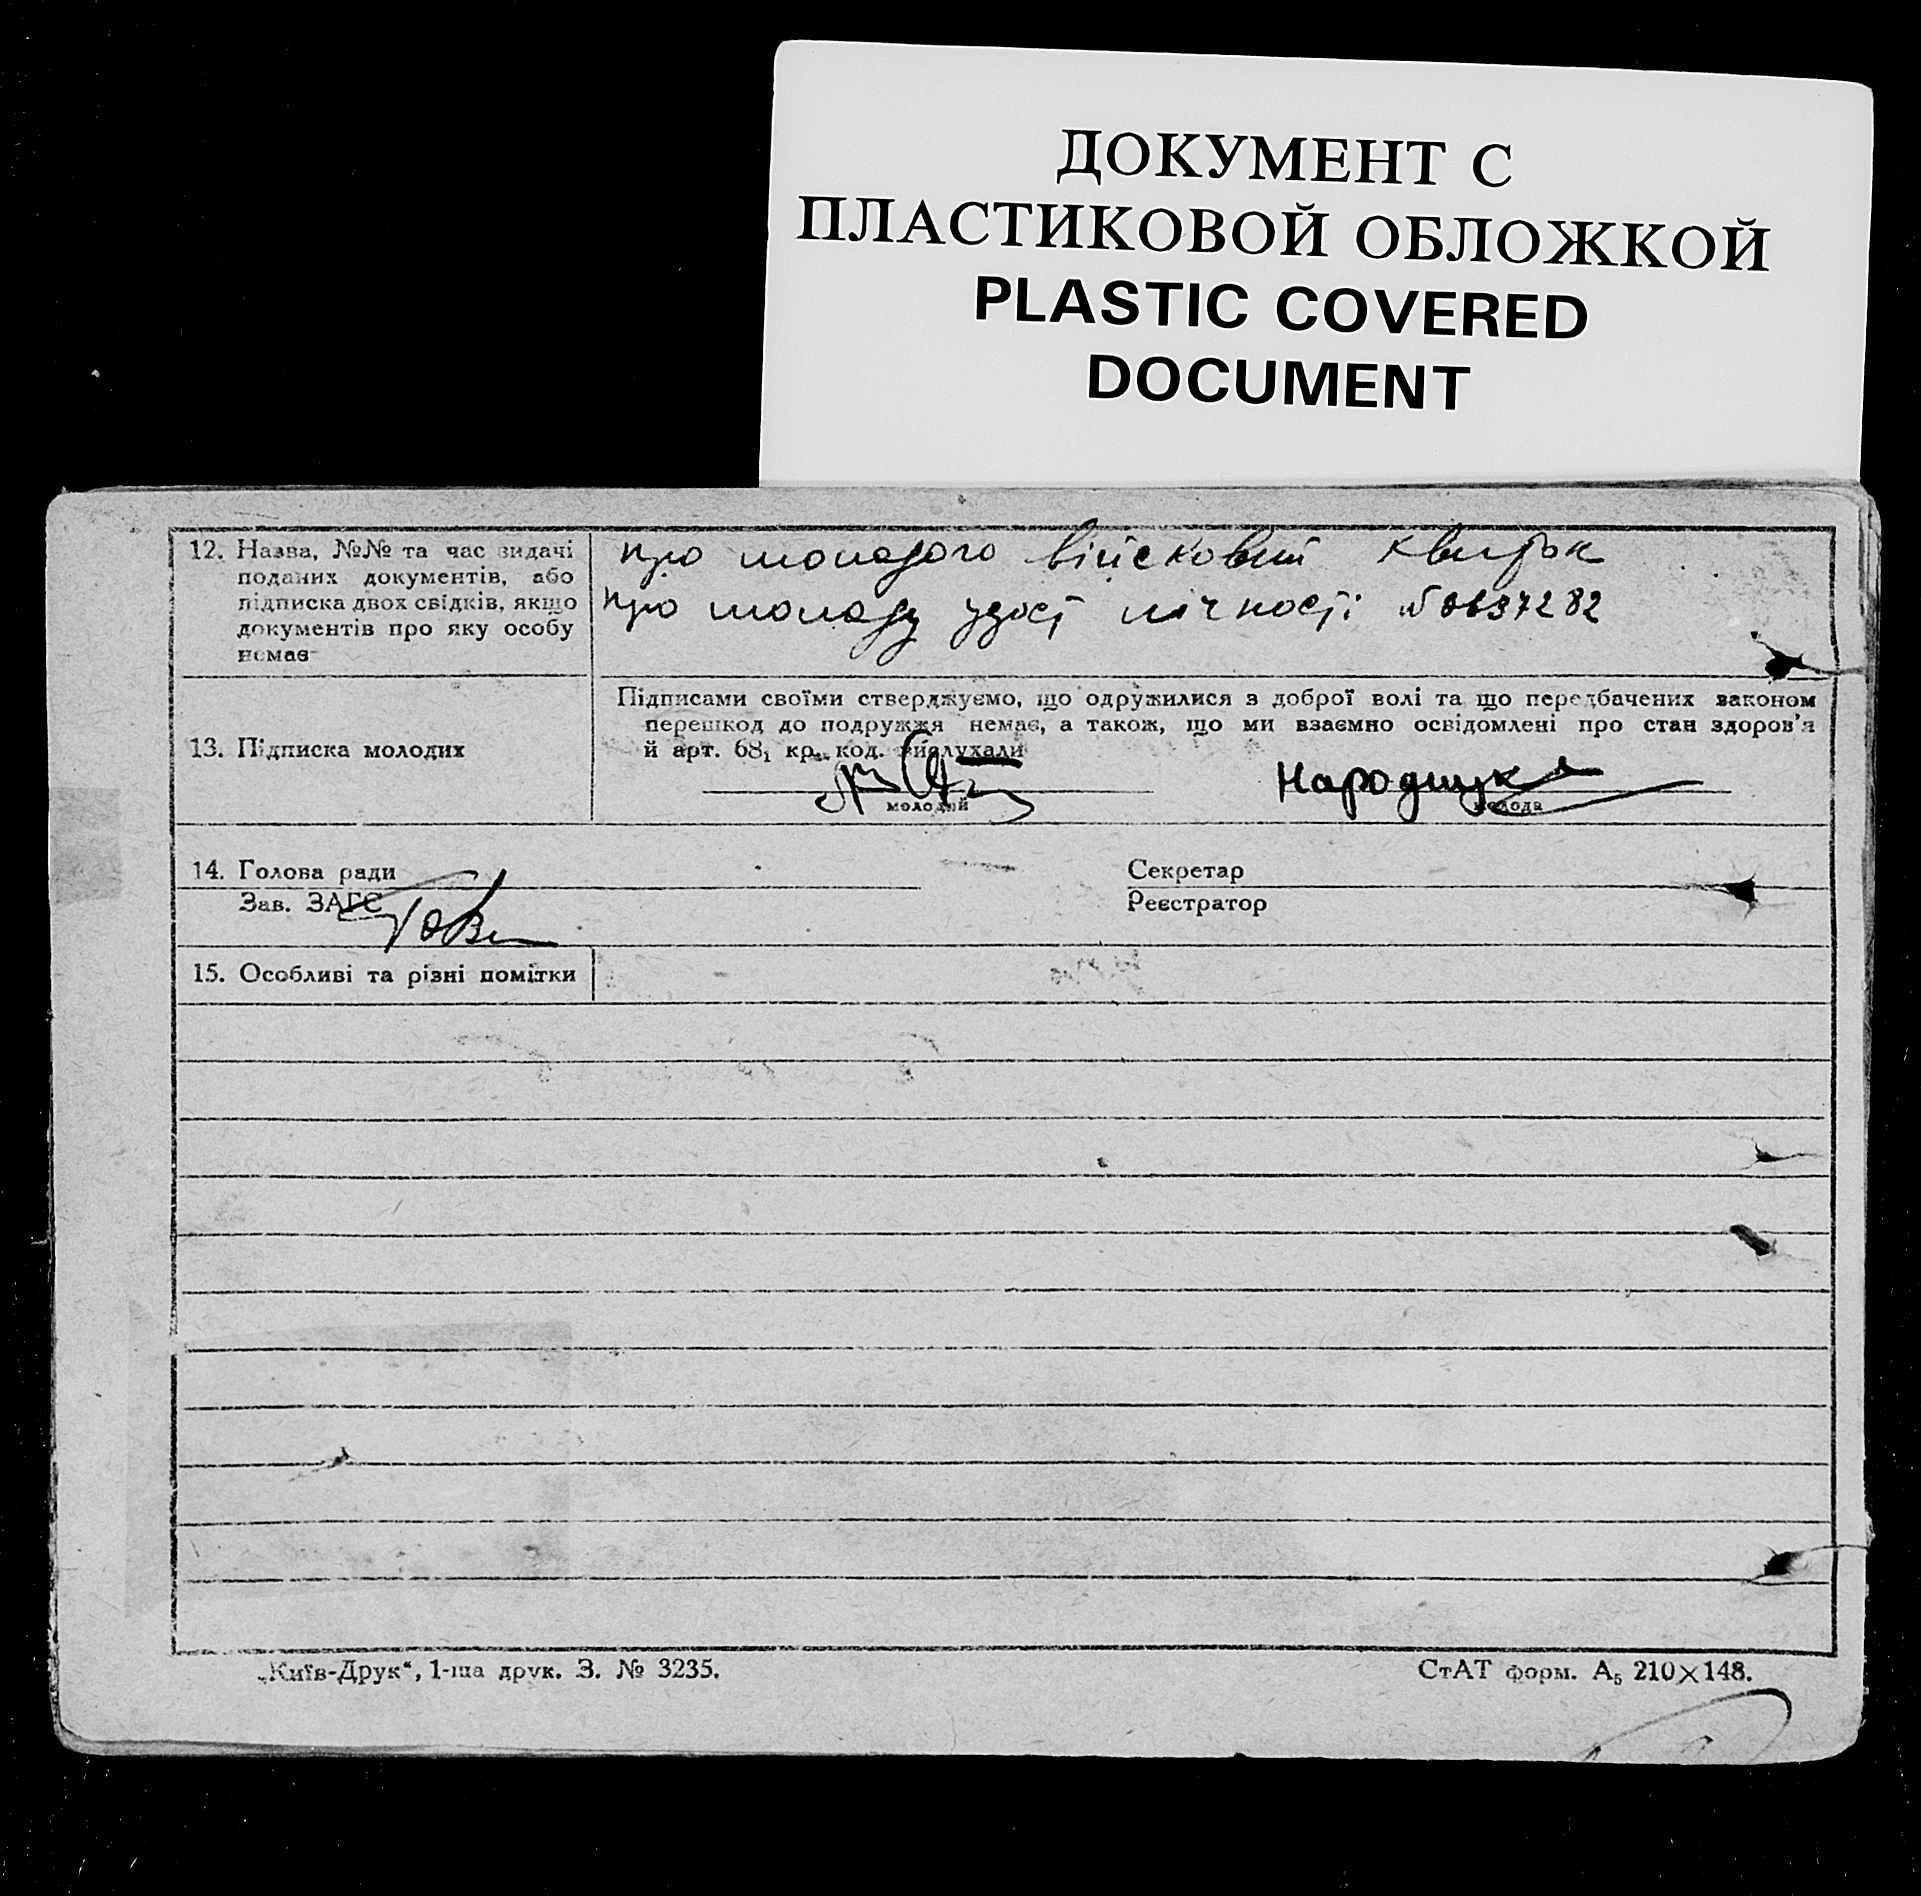 ДОКУМЕНТ С
ПЛАСТИКОВОЙ ОБЛОЖКОЙ
PLASTIC COVERED
DOCUMENT
12. Назва, №№ та час видачі
поданих документів, або
підписка двох свідків, якщо
документів про яку особу
немає
про молодого військовий квиток
про молоду удост лічності №0637282
13. Підписка молодих
Підписами своїми стверджуємо, що одружилися з доброї волі та що передбачених законом
перешкод до подружжя немає, а також, що ми взаємно освідомлені про стан здоров'я
й арт. 68₁ кр. код. вислухали
Народицка
молодий
молода
14. Голова ради
Секретар
Зав. ЗАГС
Реєстратор
15. Особливі та різні помітки
„Київ-Друк“, 1-ша друк. З. № 3235.
СтАТ форм. А₅ 210×148.